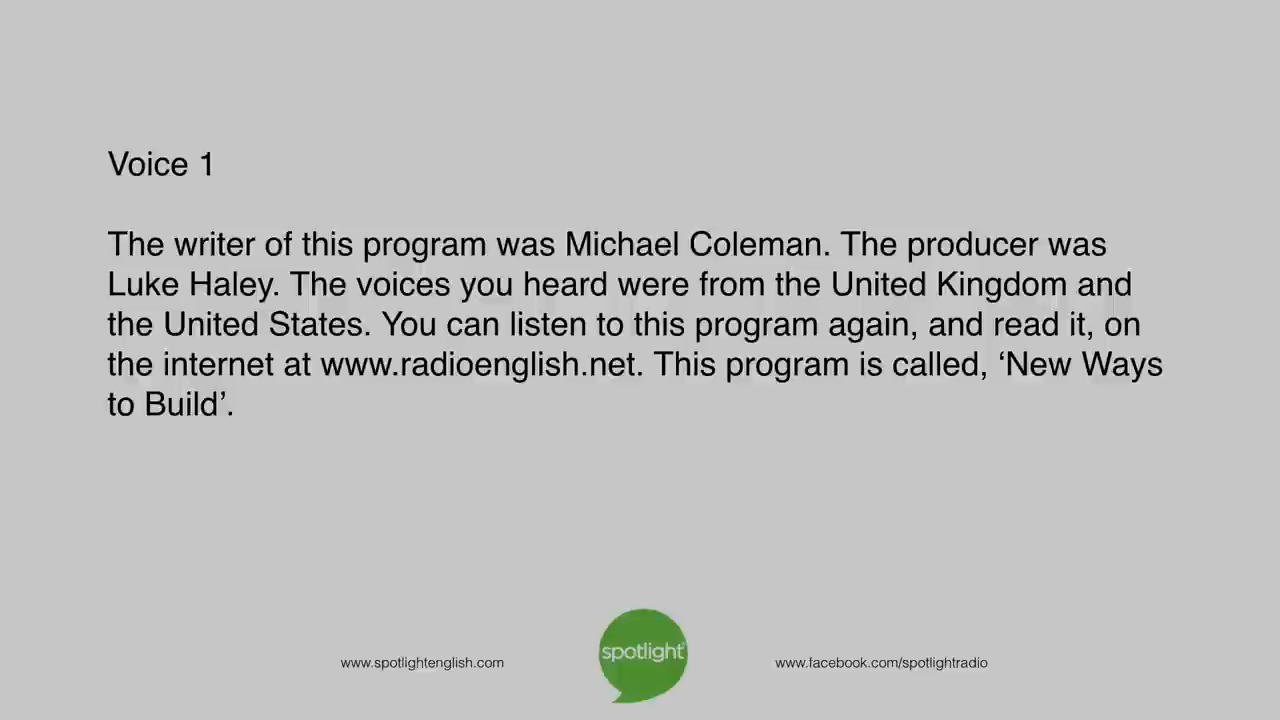 Voice 1
The writer of this program was Michael Coleman. The producer was
Luke Haley. The voices you heard were from the United Kingdom and
the United States. You can listen to this program again, and read it, on
the internet at www.radioenglish.net. This program is called, ‘New Ways
to Build’.
www.spotlightenglish.com
spotlight
www.facebook.com/spotlightradio